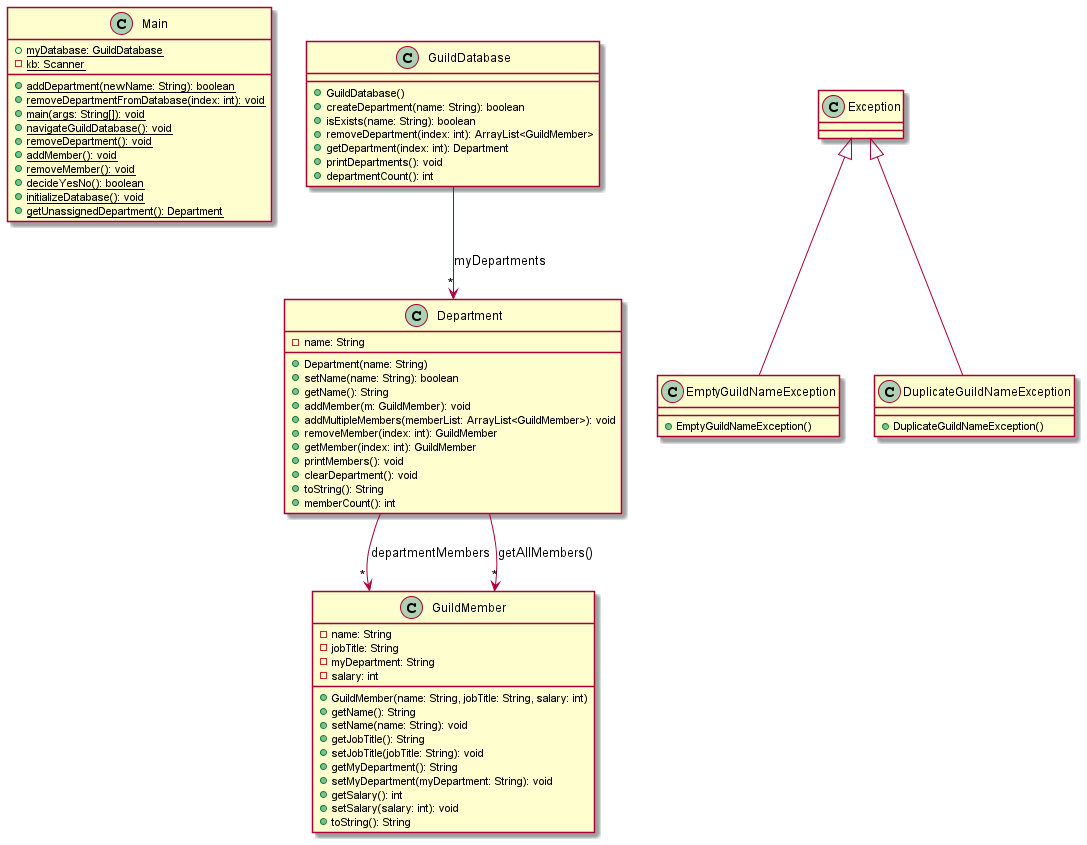 C Main
myDatabase: GuildDatabase
kb: Scanner
addDepartment(newName: String): boolean
removeDepartmentFromDatabase(index: int): void
main(args: String[]): void
navigateGuildDatabase(): void
removeDepartment(): void
addMember(): void
removeMember(): void
decideYesNo(): boolean
initializeDatabase(): void
getUnassignedDepartment(): Department
C GuildDatabase
GuildDatabase()
createDepartment(name: String): boolean
isExists(name: String): boolean
removeDepartment(index: int): ArrayList<GuildMember>
getDepartment(index: int): Department
printDepartments(): void
departmentCount(): int
C Exception
myDepartments
*
C Department
name: String
Department(name: String)
setName(name: String): boolean
getName(): String
addMember(m: GuildMember): void
addMultipleMembers(memberList: ArrayList<GuildMember>): void
removeMember(index: int): GuildMember
getMember(index: int): GuildMember
printMembers(): void
clearDepartment(): void
toString(): String
memberCount(): int
C EmptyGuildNameException
EmptyGuildNameException()
C DuplicateGuildNameException
DuplicateGuildNameException()
departmentMembers
getAllMembers()
*
*
C GuildMember
name: String
jobTitle: String
myDepartment: String
salary: int
GuildMember(name: String, jobTitle: String, salary: int)
getName(): String
setName(name: String): void
getJobTitle(): String
setJobTitle(jobTitle: String): void
getMyDepartment(): String
setMyDepartment(myDepartment: String): void
getSalary(): int
setSalary(salary: int): void
toString(): String